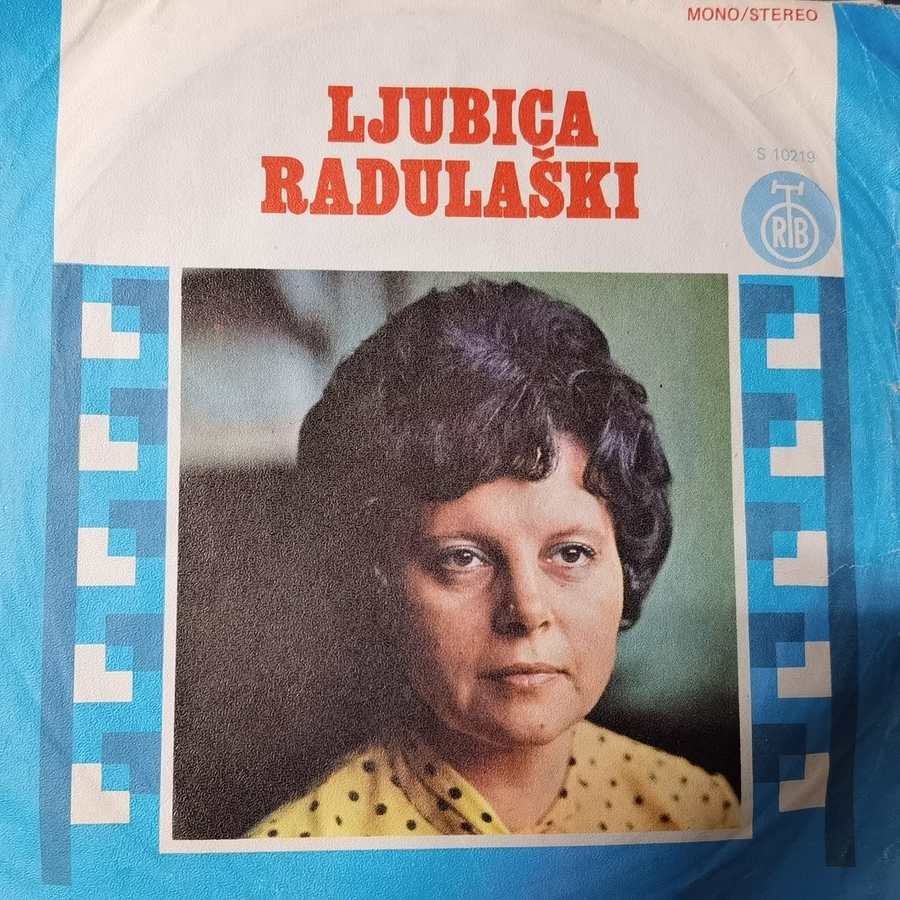 MONO/STEREO
LJUBICA
RADULAŠKI
S 10219
RTB